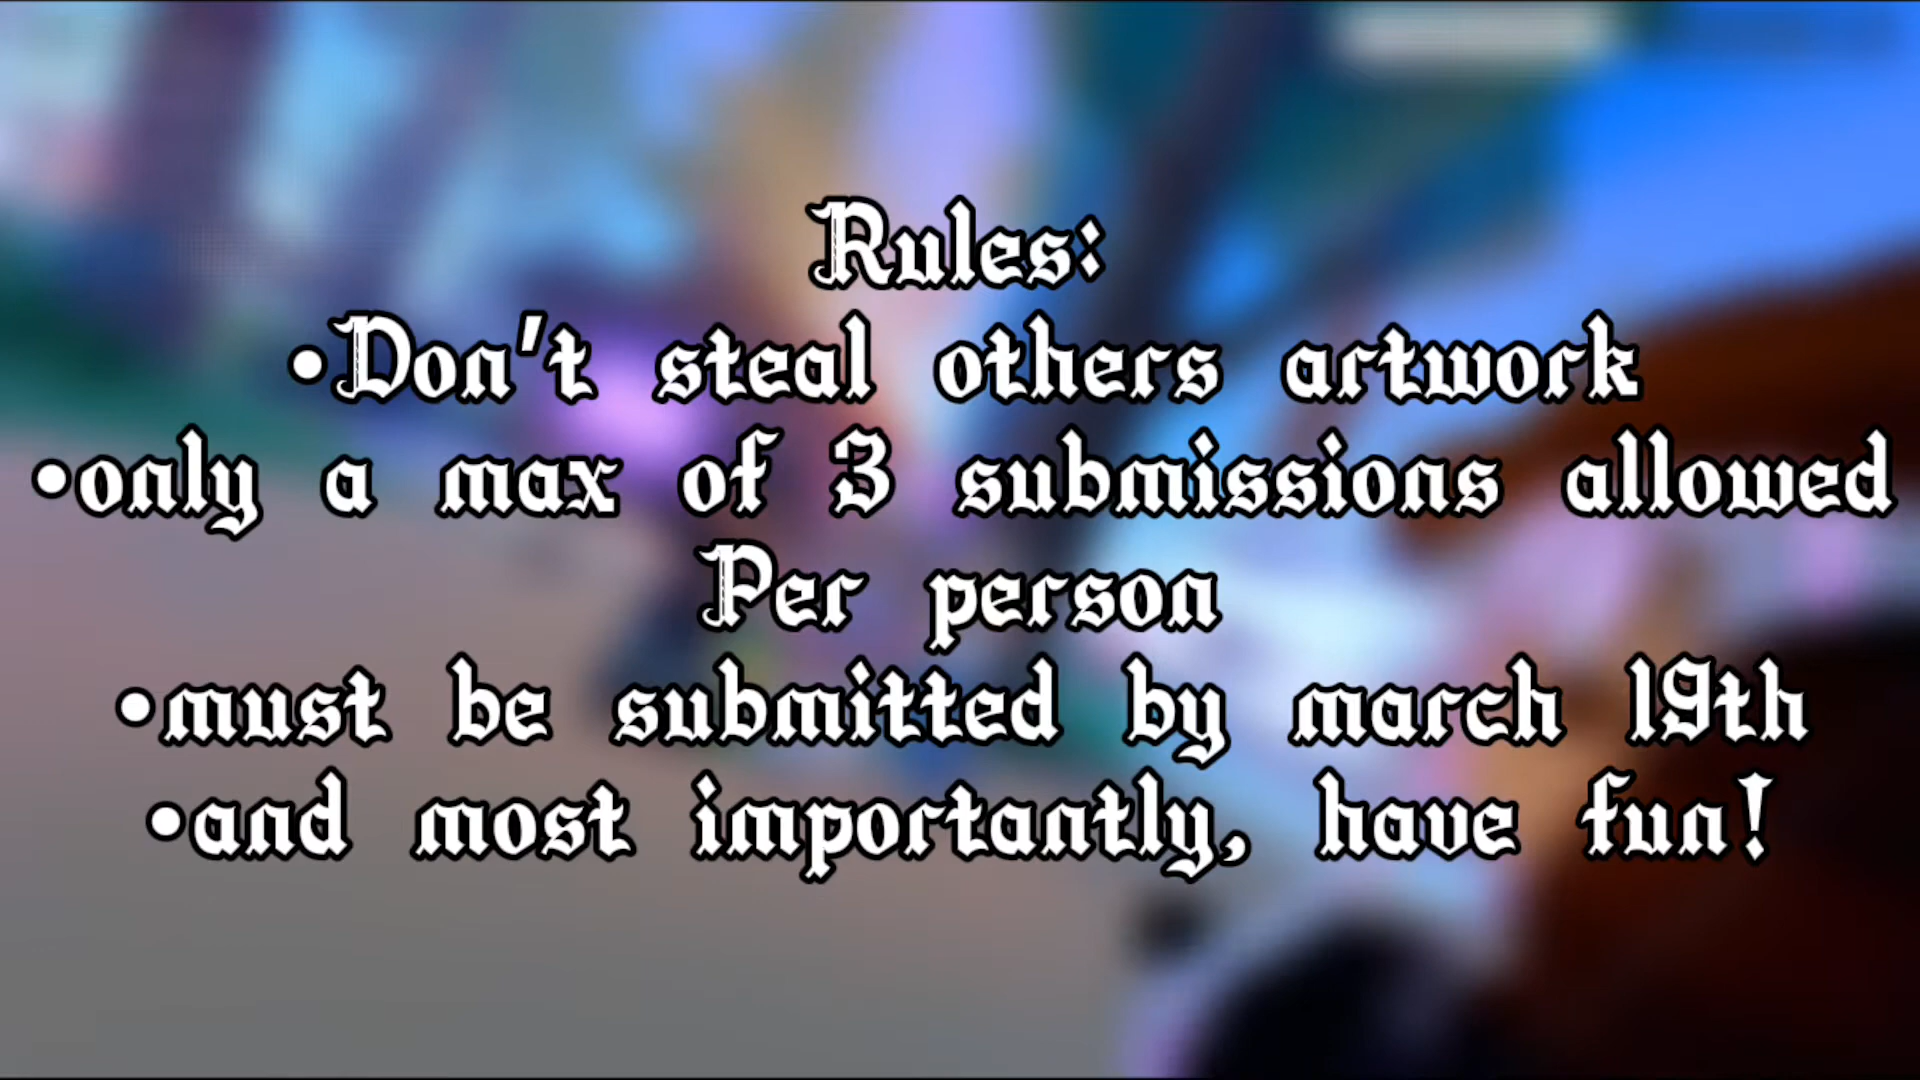 Rules:
•Don't steal others artwork
•only a max of 3 submissions allowed
Per person
•must be submitted by march 19th
•and most importantly, have fun!